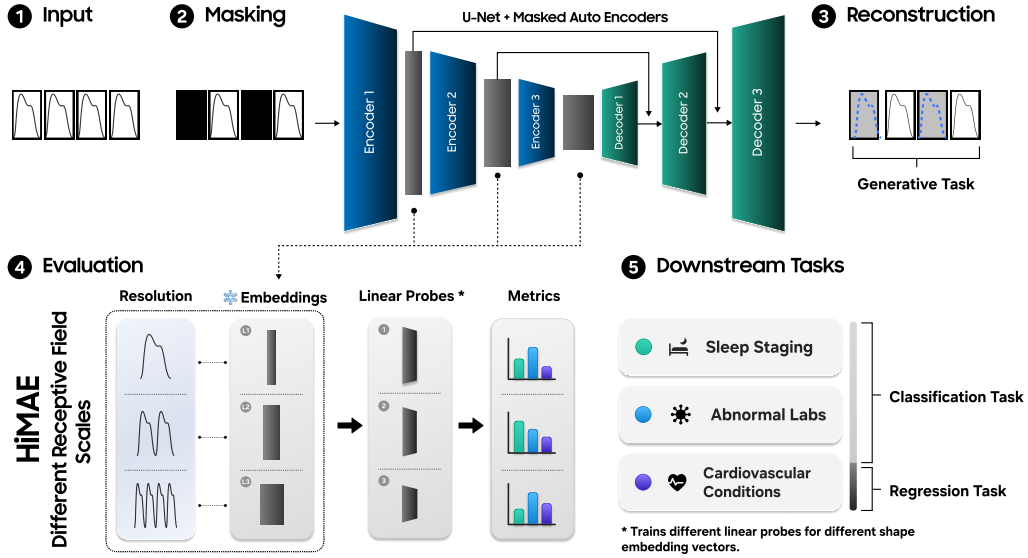 1 Input
2 Masking
U-Net + Masked Auto Encoders
3 Reconstruction
Encoder 1
Encoder 2
Encoder 3
Decoder 1
Decoder 2
Decoder 3
Generative Task
4 Evaluation
Resolution
Embeddings
Linear Probes *
Metrics
HiMAE
Different Receptive Field
Scales
L1
L2
L3
1
2
3
5 Downstream Tasks
Sleep Staging
Abnormal Labs
Cardiovascular
Conditions
Classification Task
Regression Task
* Trains different linear probes for different shape
embedding vectors.